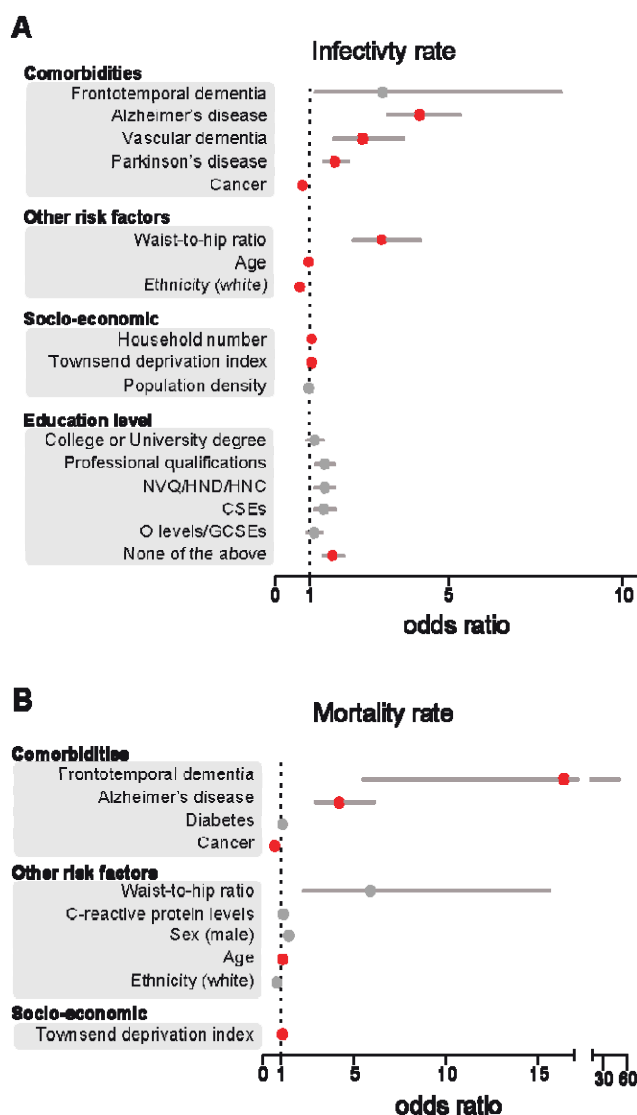 A
Infectivty rate
Comorbidities
Frontotemporal dementia
Alzheimer's disease
Vascular dementia
Parkinson's disease
Cancer
Other risk factors
Waist-to-hip ratio
Age
Ethnicity (white)
Socio-economic
Household number
Townsend deprivation index
Population density
Education level
College or University degree
Professional qualifications
NVQ/HND/HNC
CSEs
O levels/GCSEs
None of the above
0 1 5 10
odds ratio
B
Mortality rate
Comorbidities
Frontotemporal dementia
Alzheimer's disease
Diabetes
Cancer
Other risk factors
Waist-to-hip ratio
C-reactive protein levels
Sex (male)
Age
Ethnicity (white)
Socio-economic
Townsend deprivation index
0 1 5 10 15 30 60
odds ratio